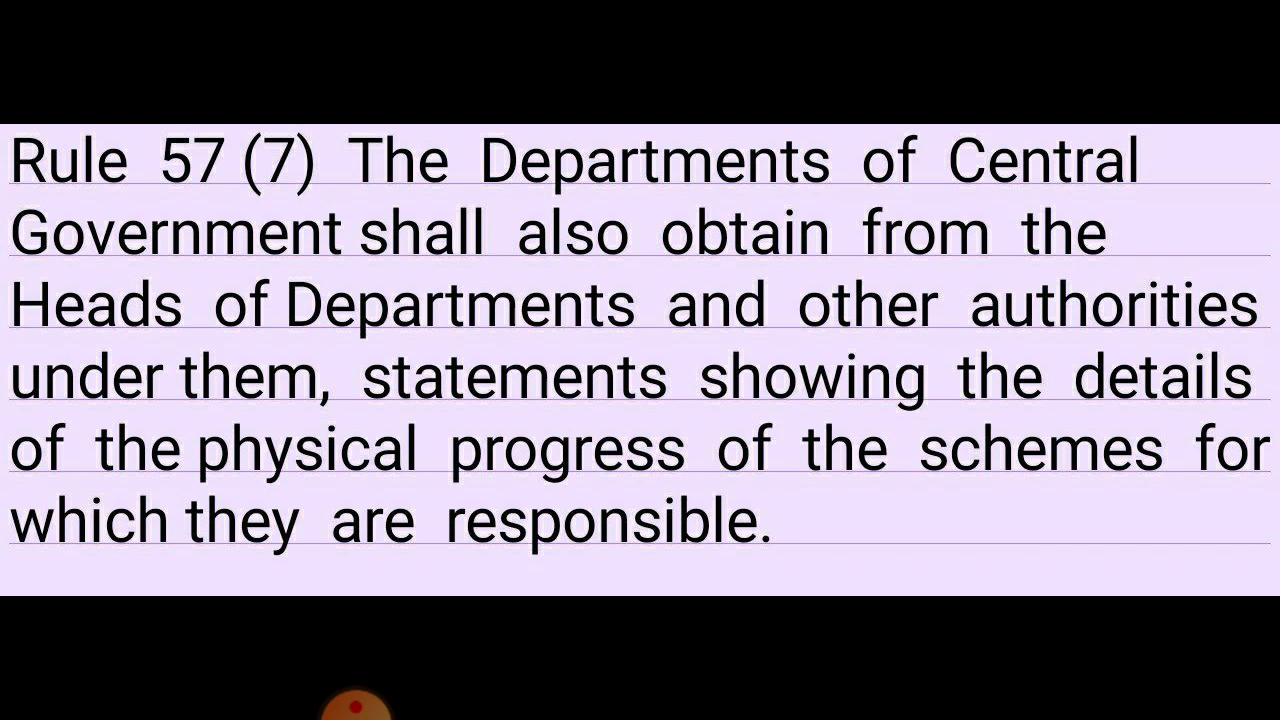 Rule 57 (7) The Departments of Central
Government shall also obtain from the
Heads of Departments and other authorities
under them, statements showing the details
of the physical progress of the schemes for
which they are responsible.